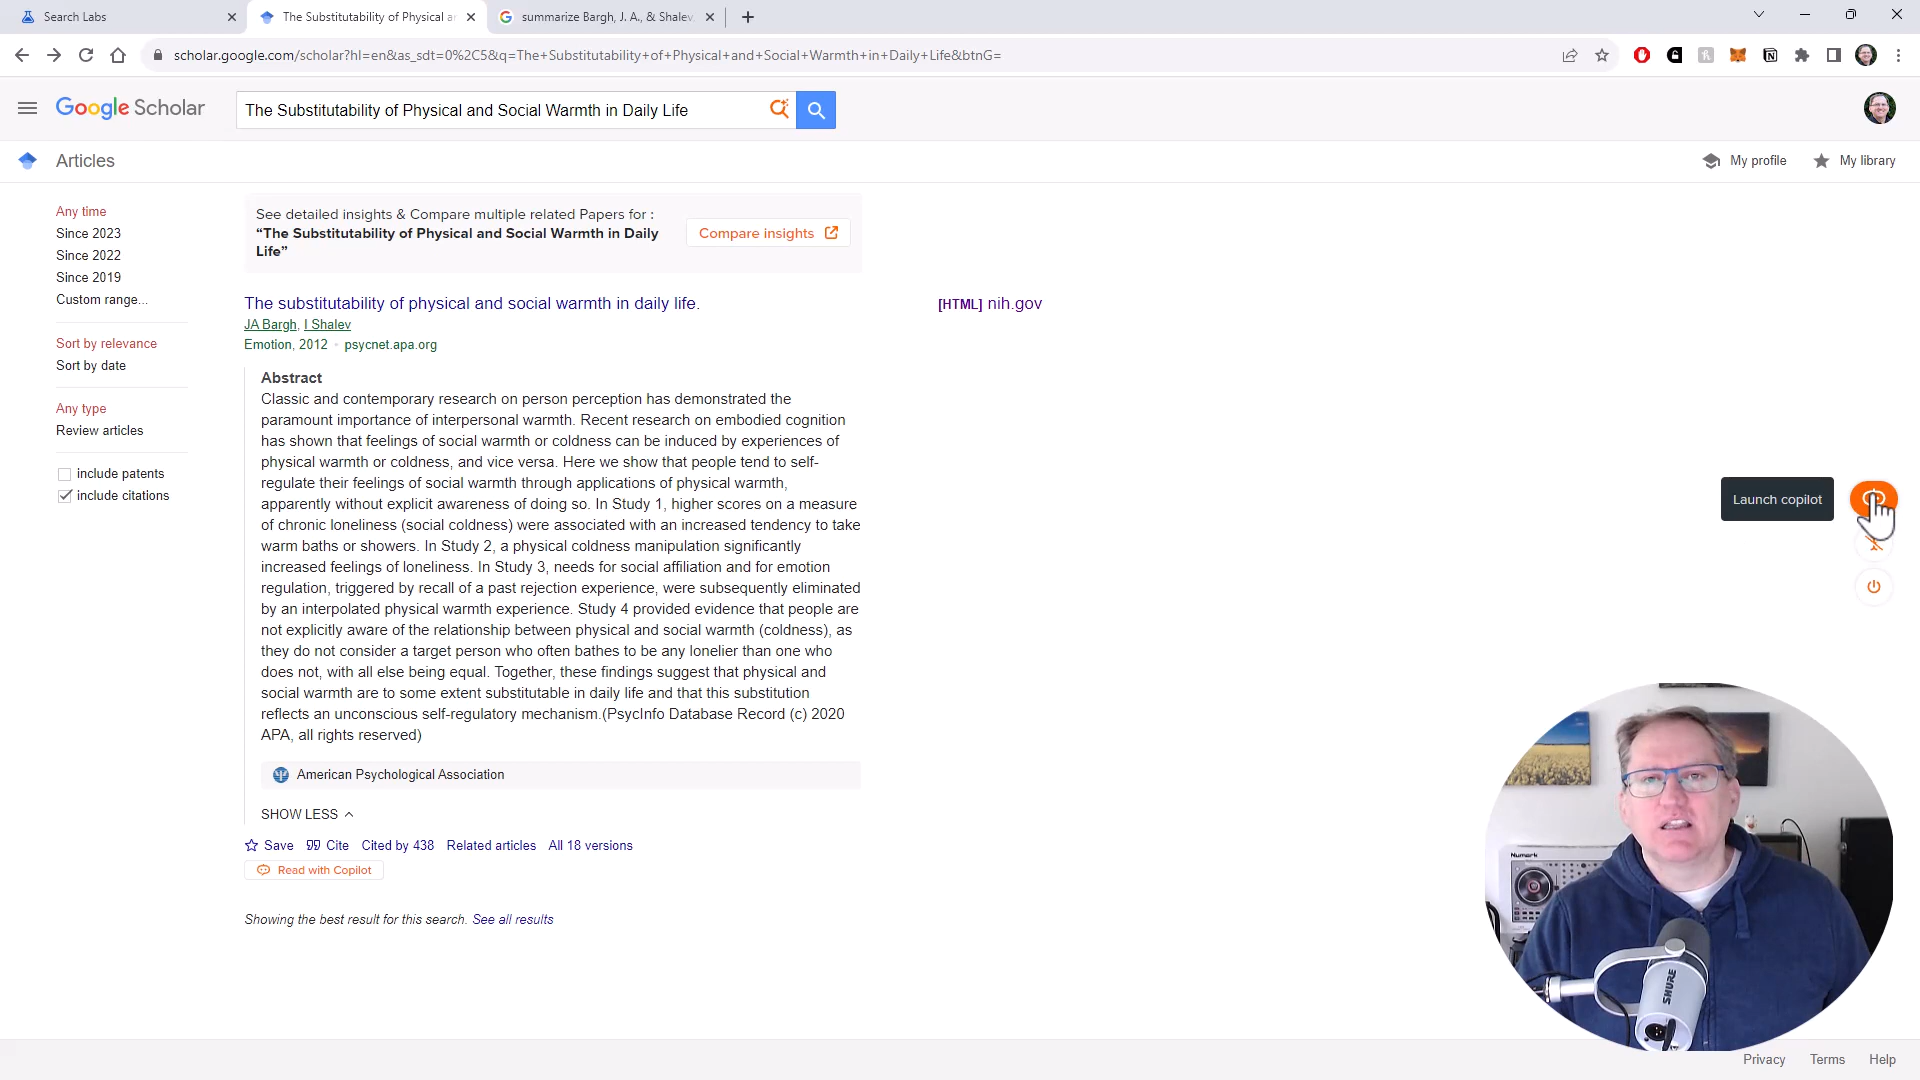 Search Labs
The Substitutability of Physical ar
summarize Bargh, J. A., & Shalev,
scholar.google.com/scholar?hl=en&as_sdt=0%2C5&q=The+Substitutability+of+Physical+and+Social+Warmth+in+Daily+Life&btnG=
Google Scholar
The Substitutability of Physical and Social Warmth in Daily Life
Articles
My profile
My library
Any time
Since 2023
Since 2022
Since 2019
Custom range...
Sort by relevance
Sort by date
Any type
Review articles
include patents
include citations
See detailed insights & Compare multiple related Papers for :
“The Substitutability of Physical and Social Warmth in Daily
Life”
Compare insights
The substitutability of physical and social warmth in daily life.
[HTML] nih.gov
JA Bargh, I Shalev
Emotion, 2012 · psycnet.apa.org
Abstract
Classic and contemporary research on person perception has demonstrated the
paramount importance of interpersonal warmth. Recent research on embodied cognition
has shown that feelings of social warmth or coldness can be induced by experiences of
physical warmth or coldness, and vice versa. Here we show that people tend to self-
regulate their feelings of social warmth through applications of physical warmth,
apparently without explicit awareness of doing so. In Study 1, higher scores on a measure
of chronic loneliness (social coldness) were associated with an increased tendency to take
warm baths or showers. In Study 2, a physical coldness manipulation significantly
increased feelings of loneliness. In Study 3, needs for social affiliation and for emotion
regulation, triggered by recall of a past rejection experience, were subsequently eliminated
by an interpolated physical warmth experience. Study 4 provided evidence that people are
not explicitly aware of the relationship between physical and social warmth (coldness), as
they do not consider a target person who often bathes to be any lonelier than one who
does not, with all else being equal. Together, these findings suggest that physical and
social warmth are to some extent substitutable in daily life and that this substitution
reflects an unconscious self-regulatory mechanism.(PsycInfo Database Record (c) 2020
APA, all rights reserved)
American Psychological Association
SHOW LESS
Save
Cite
Cited by 438
Related articles
All 18 versions
Read with Copilot
Showing the best result for this search. See all results
Launch copilot
Numark
SHURE
Privacy
Terms
Help